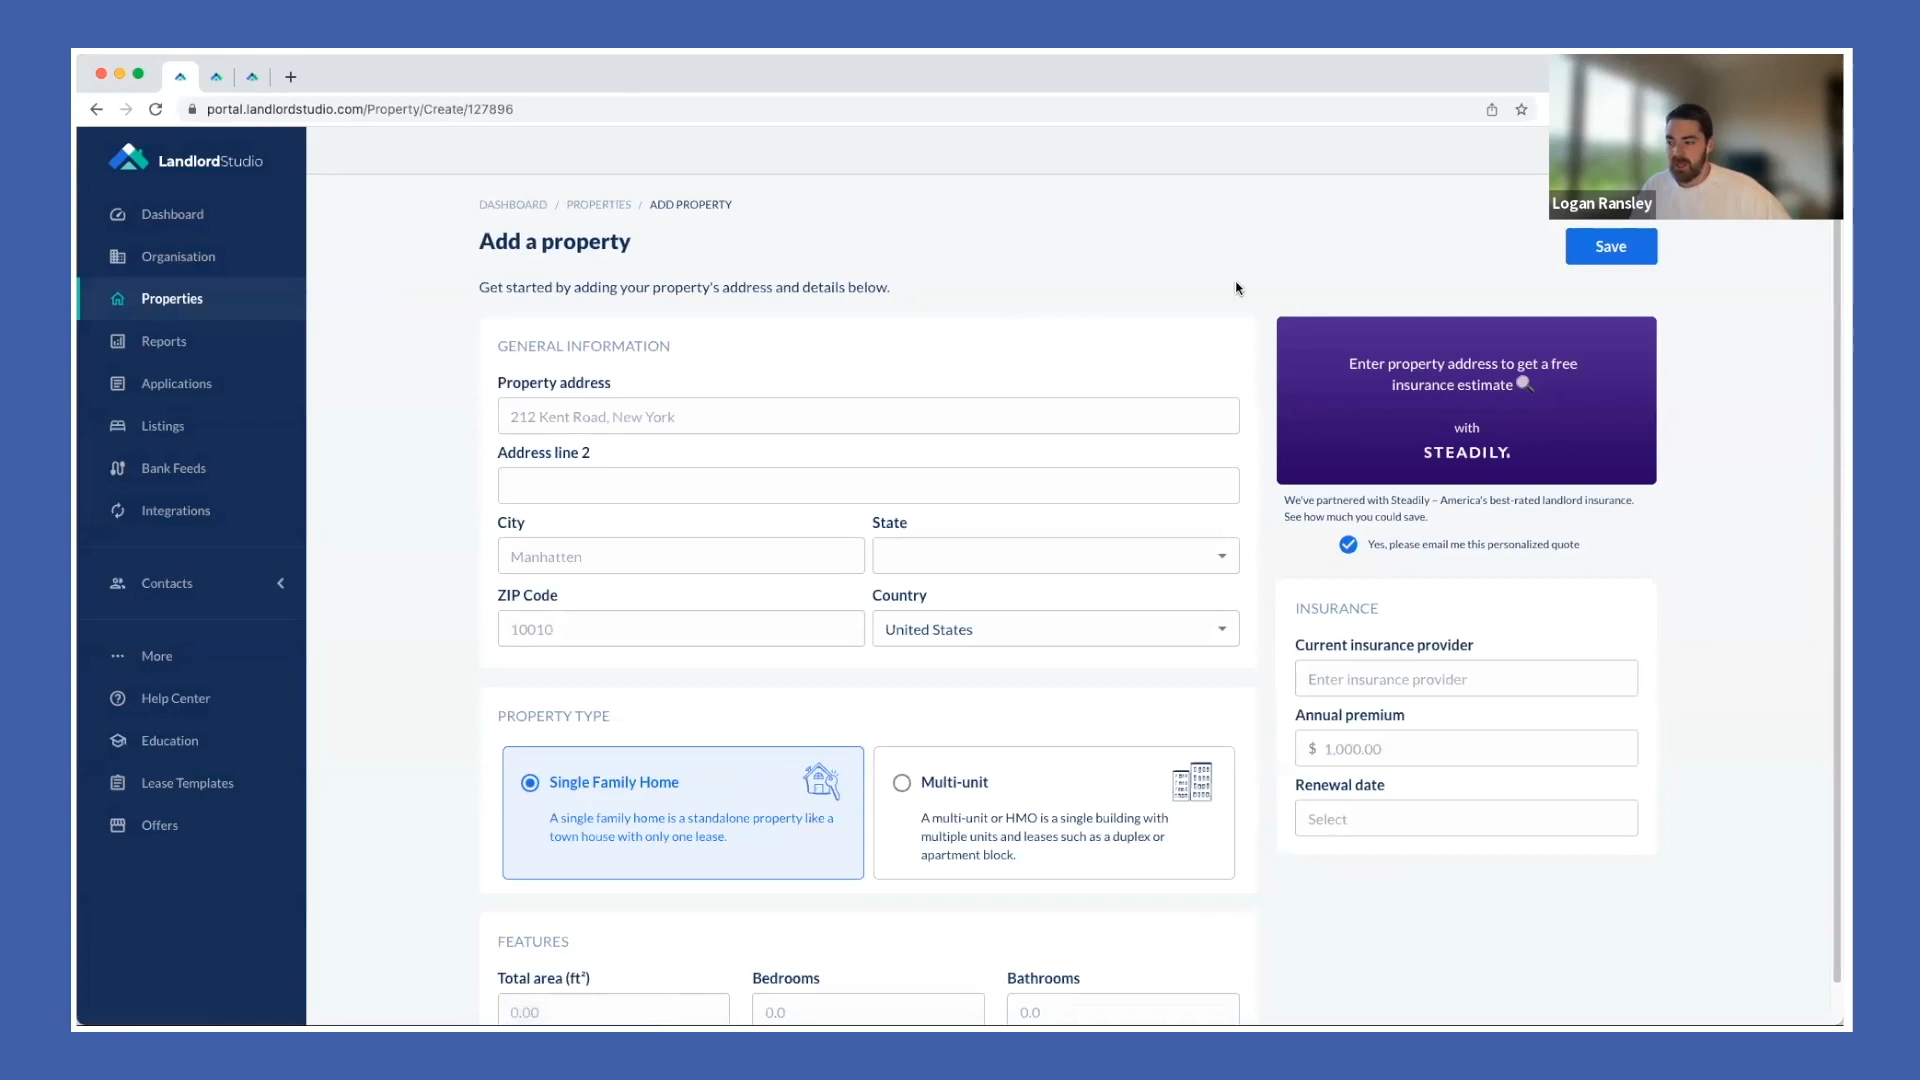 portal.landlordstudio.com/Property/Create/127896
Logan Ransley
LandlordStudio
Dashboard
Organisation
Properties
Reports
Applications
Listings
Bank Feeds
Integrations
Contacts
More
Help Center
Education
Lease Templates
Offers
DASHBOARD / PROPERTIES / ADD PROPERTY
Add a property
Save
Get started by adding your property's address and details below.
GENERAL INFORMATION
Property address
212 Kent Road, New York
Address line 2
City
State
Manhatten
ZIP Code
Country
10010
United States
PROPERTY TYPE
Single Family Home
A single family home is a standalone property like a
town house with only one lease.
Multi-unit
A multi-unit or HMO is a single building with
multiple units and leases such as a duplex or
apartment block.
FEATURES
Total area (ft²)
Bedrooms
Bathrooms
0.00
0.0
0.0
Enter property address to get a free
insurance estimate
with
STEADILY.
We've partnered with Steadily – America's best-rated landlord insurance.
See how much you could save.
Yes, please email me this personalized quote
INSURANCE
Current insurance provider
Enter insurance provider
Annual premium
$ 1,000.00
Renewal date
Select